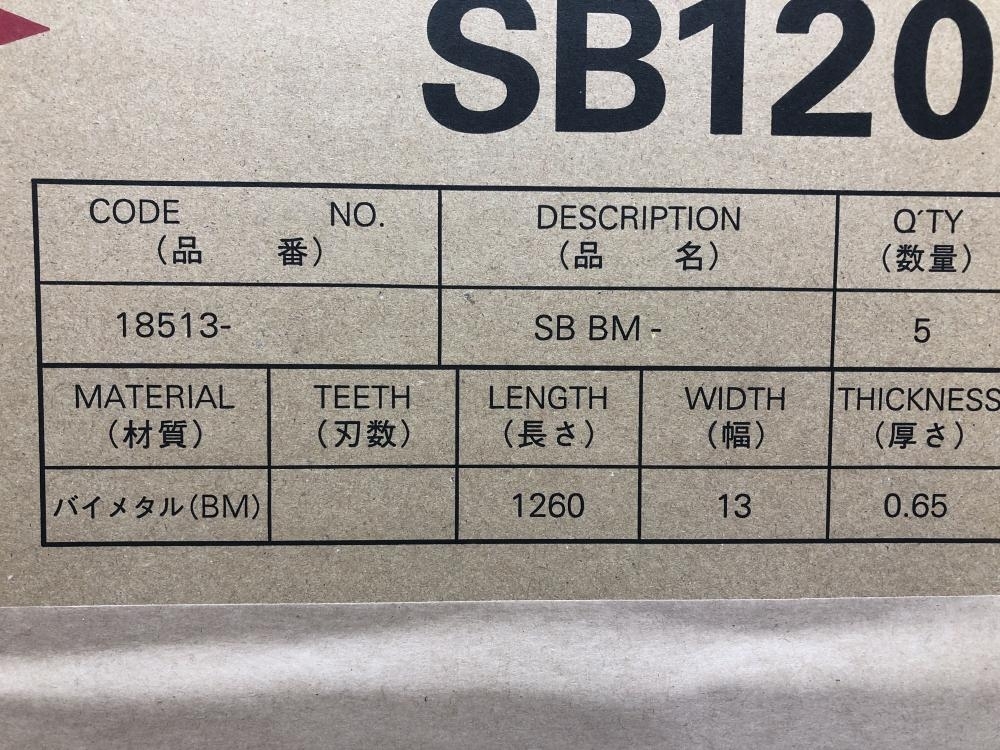 SB120
CODE NO. DESCRIPTION Q´TY
（品 番） （品 名） （数量）
18513- SB BM - 5
MATERIAL TEETH LENGTH WIDTH THICKNESS
（材質） （刃数） （長さ） （幅） （厚さ）
バイメタル（BM） 1260 13 0.65